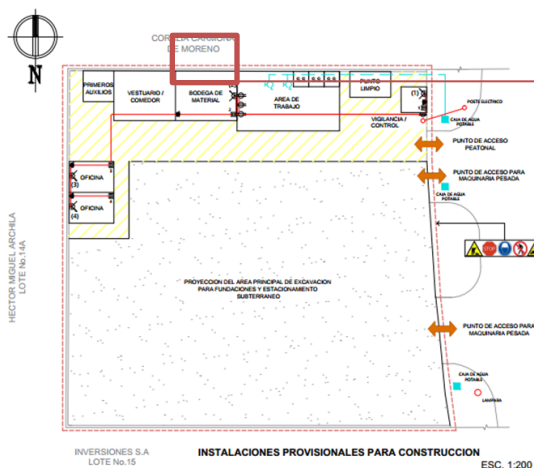 CORNELIA CARMONA
DE MORENO
N
PRIMEROS
AUXILIOS
VESTUARIO /
COMEDOR
BODEGA DE
MATERIAL
AREA DE
TRABAJO
PUNTO
LIMPIO
(1)
VIGILANCIA /
CONTROL
POSTE ELECTRICO
CAJA DE AGUA
POTABLE
PUNTO DE ACCESO
PEATONAL
PUNTO DE ACCESO PARA
MAQUINARIA PESADA
CAJA DE AGUA
POTABLE
OFICINA
(3)
OFICINA
(4)
STOP
HECTOR MIGUEL ARCHILA
LOTE No.14A
PROYECCION DEL AREA PRINCIPAL DE EXCAVACION
PARA FUNDACIONES Y ESTACIONAMIENTO
SUBTERRANEO
PUNTO DE ACCESO PARA
MAQUINARIA PESADA
CAJA DE AGUA
POTABLE
LAMPARA
INVERSIONES S.A
LOTE No.15
INSTALACIONES PROVISIONALES PARA CONSTRUCCION
ESC. 1:200